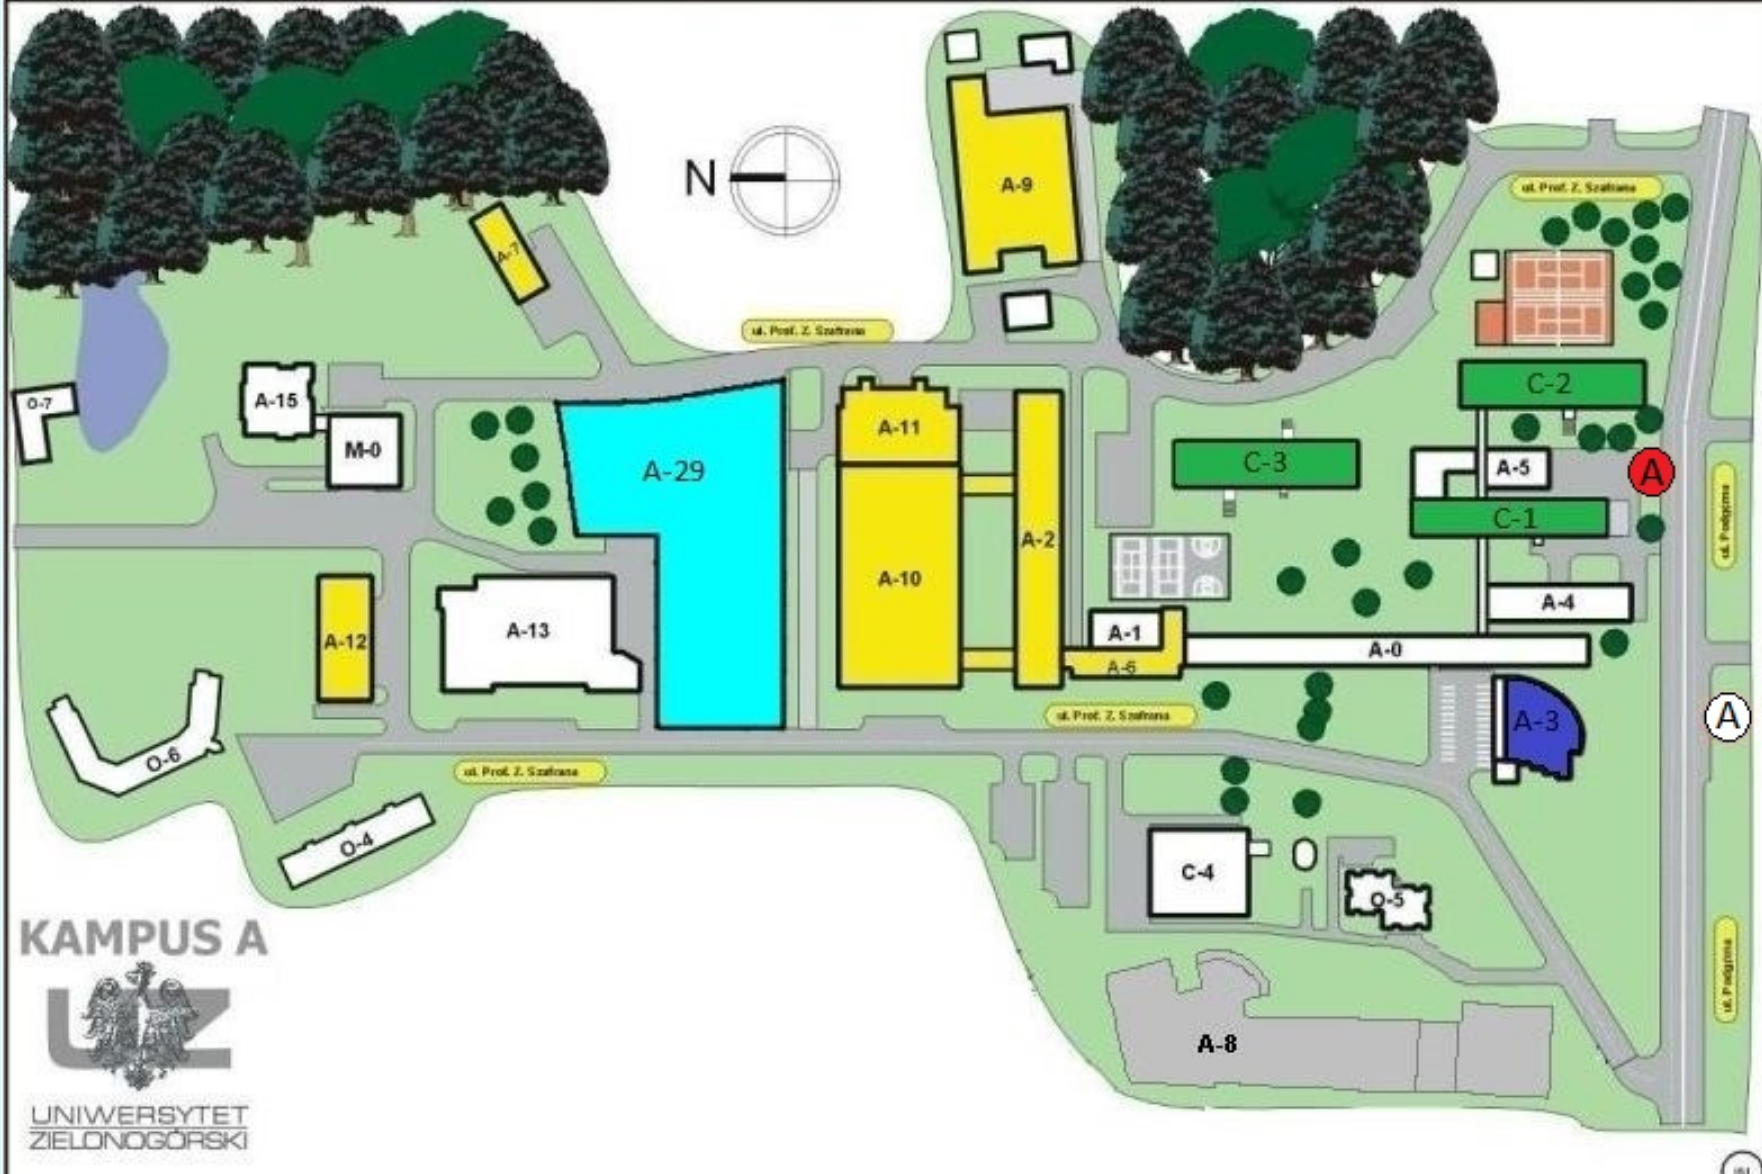 ul. Prof. Z. Szafrana
N
A-9
A-7
ul. Prof. Z. Szafrana
O-7
A-15
M-0
A-29
A-11
A-10
A-2
C-2
C-3
A-5
A
C-1
ul. Podgórna
A-12
A-13
A-1
A-6
A-4
A-0
ul. Prof. Z. Szafrana
A-3
A
O-6
ul. Prof. Z. Szafrana
O-4
C-4
O-5
ul. Podgórna
A-8
KAMPUS A
UZ
UNIWERSYTET
ZIELONOGÓRSKI